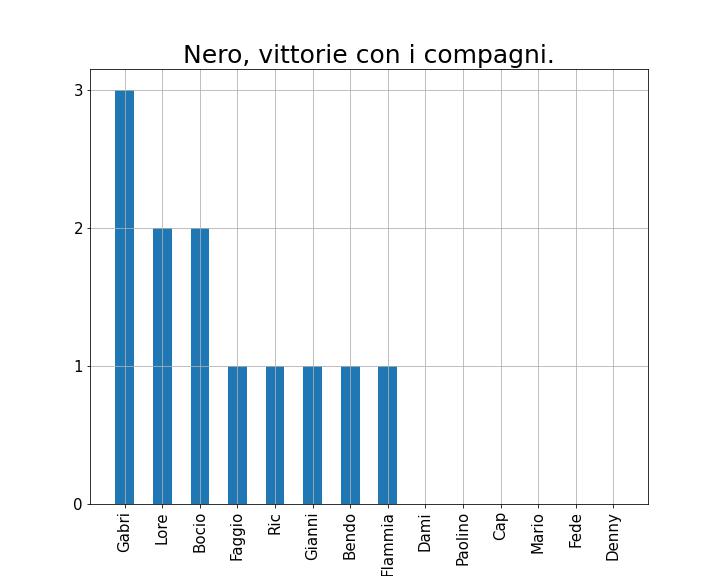 Nero, vittorie con i compagni.
3
2
1
0
Gabri
Lore
Bocio
Faggio
Ric
Gianni
Bendo
Flammia
Dami
Paolino
Cap
Mario
Fede
Denny